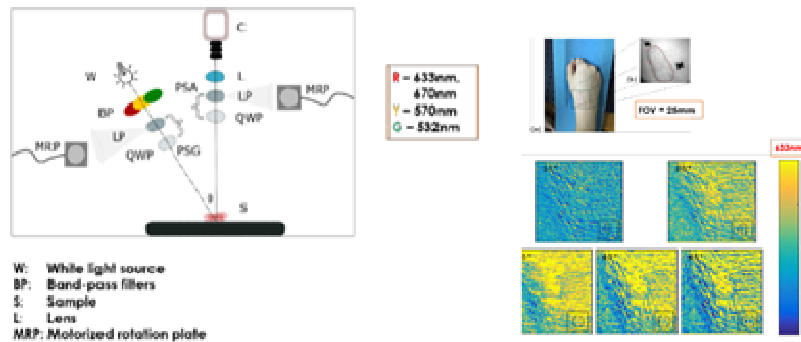 C
W
L
PSA
LP
MRP
BP
QWP
LP
MRP
QWP
PSG
S
R – 633nm,
670nm
Y – 570nm
G – 532nm
FOV = 25mm
633nm
W: White light source
BP: Band-pass filters
S: Sample
L: Lens
MRP: Motorized rotation plate